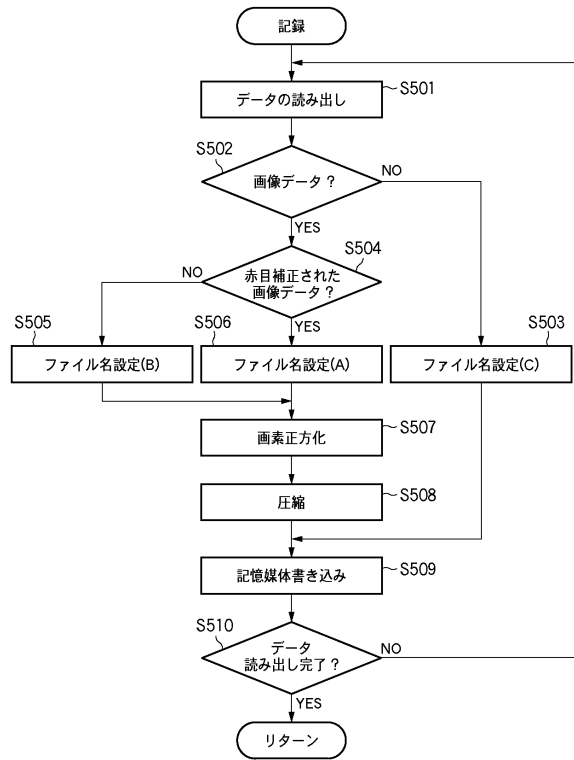 記録
S501
データの読み出し
S502
画像データ?
NO
YES
S504
赤目補正された
画像データ?
NO
YES
S505
ファイル名設定(B)
S506
ファイル名設定(A)
S503
ファイル名設定(C)
S507
画素正方化
S508
圧縮
S509
記憶媒体書き込み
S510
データ
読み出し完了?
NO
YES
リターン